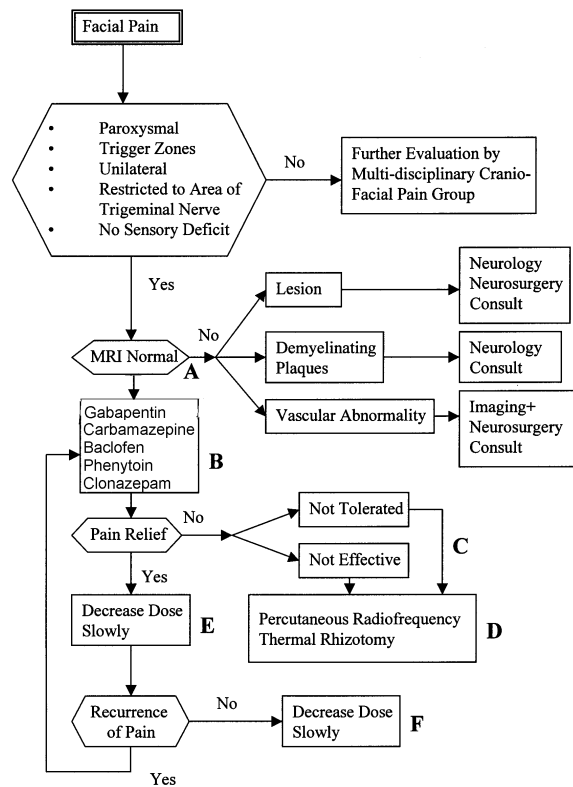 Facial Pain
• Paroxysmal
• Trigger Zones
• Unilateral
• Restricted to Area of
Trigeminal Nerve
• No Sensory Deficit
No
Further Evaluation by
Multi-disciplinary Cranio-
Facial Pain Group
Yes
MRI Normal
A
No
Lesion
Neurology
Neurosurgery
Consult
Demyelinating
Plaques
Neurology
Consult
Vascular Abnormality
Imaging+
Neurosurgery
Consult
Gabapentin
Carbamazepine
Baclofen
Phenytoin
Clonazepam
B
Pain Relief
No
Not Tolerated
Not Effective
C
Percutaneous Radiofrequency
Thermal Rhizotomy
D
Yes
Decrease Dose
Slowly
E
Recurrence
of Pain
No
Decrease Dose
Slowly
F
Yes